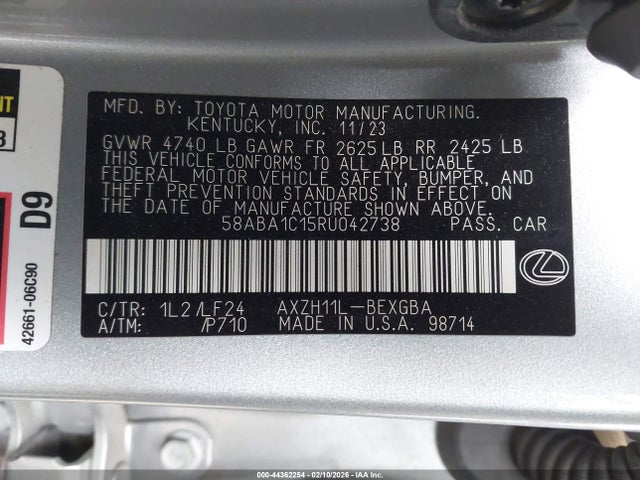 MFD. BY: TOYOTA MOTOR MANUFACTURING.
KENTUCKY, INC. 11/23
GVWR 4740 LB GAWR FR 2625 LB RR 2425 LB
THIS VEHICLE CONFORMS TO ALL APPLICABLE
FEDERAL MOTOR VEHICLE SAFETY, BUMPER, AND
THEFT PREVENTION STANDARDS IN EFFECT ON
THE DATE OF MANUFACTURE SHOWN ABOVE.
58ABA1C15RU042738 PASS. CAR
C/TR: 1L2 /LF24 AXZH11L-BEXGBA
A/TM: /P710 MADE IN U.S.A. 98714
D9
42661-06C90
000-44362254 - 02/10/2026 - IAAI.CA